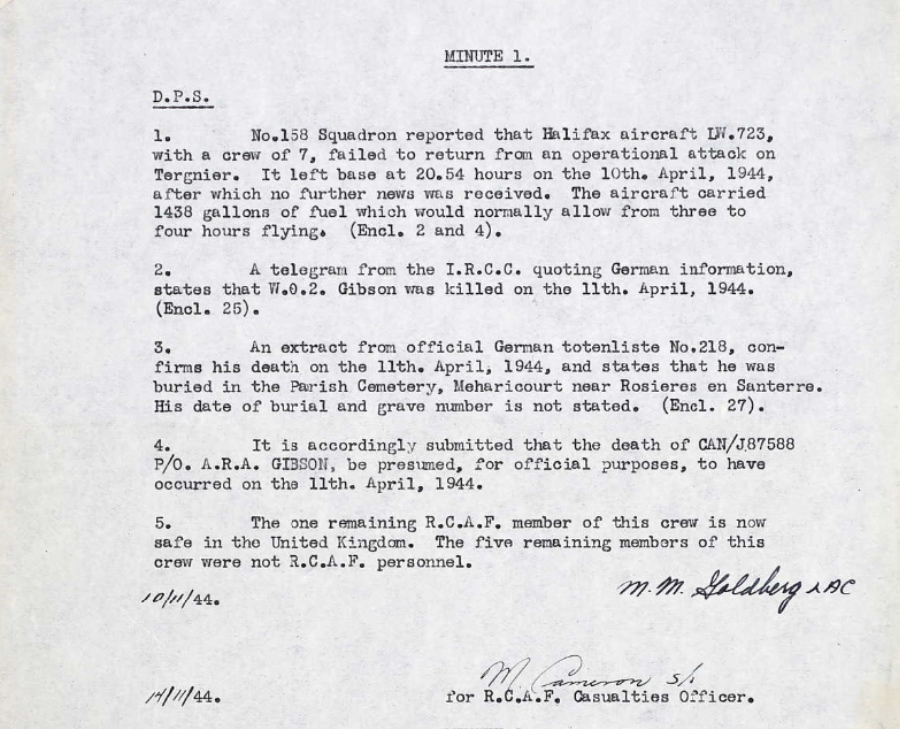 MINUTE 1.
D.P.S.
1. No.158 Squadron reported that Halifax aircraft LW.723,
with a crew of 7, failed to return from an operational attack on
Tergnier. It left base at 20.54 hours on the 10th. April, 1944,
after which no further news was received. The aircraft carried
1438 gallons of fuel which would normally allow from three to
four hours flying. (Encl. 2 and 4).
2. A telegram from the I.R.C.C. quoting German information,
states that W.0.2. Gibson was killed on the 11th. April, 1944.
(Encl. 25).
3. An extract from official German totenliste No.218, con-
firms his death on the 11th. April, 1944, and states that he was
buried in the Parish Cemetery, Meharicourt near Rosieres en Santerre.
His date of burial and grave number is not stated. (Encl. 27).
4. It is accordingly submitted that the death of CAN/J.87588
P/O. A.R.A. GIBSON, be presumed, for official purposes, to have
occurred on the 11th. April, 1944.
5. The one remaining R.C.A.F. member of this crew is now
safe in the United Kingdom. The five remaining members of this
crew were not R.C.A.F. personnel.
M. M. Goldberg LAC
10/11/44.
M. Cameron S/O
14/11/44. for R.C.A.F. Casualties Officer.